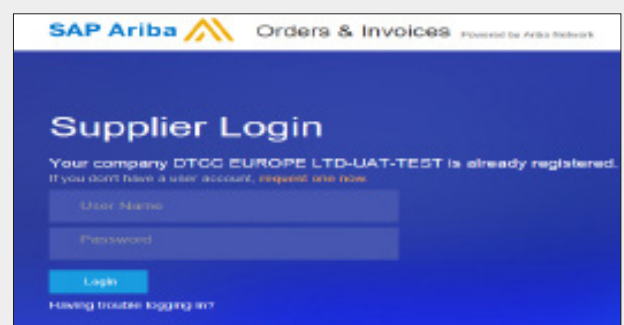 SAP Ariba Orders & Invoices Powered by Ariba Network
Supplier Login
Your company DTCC EUROPE LTD-UAT-TEST is already registered.
If you don't have a user account, request one now.
User Name
Password
Login
Having trouble logging in?